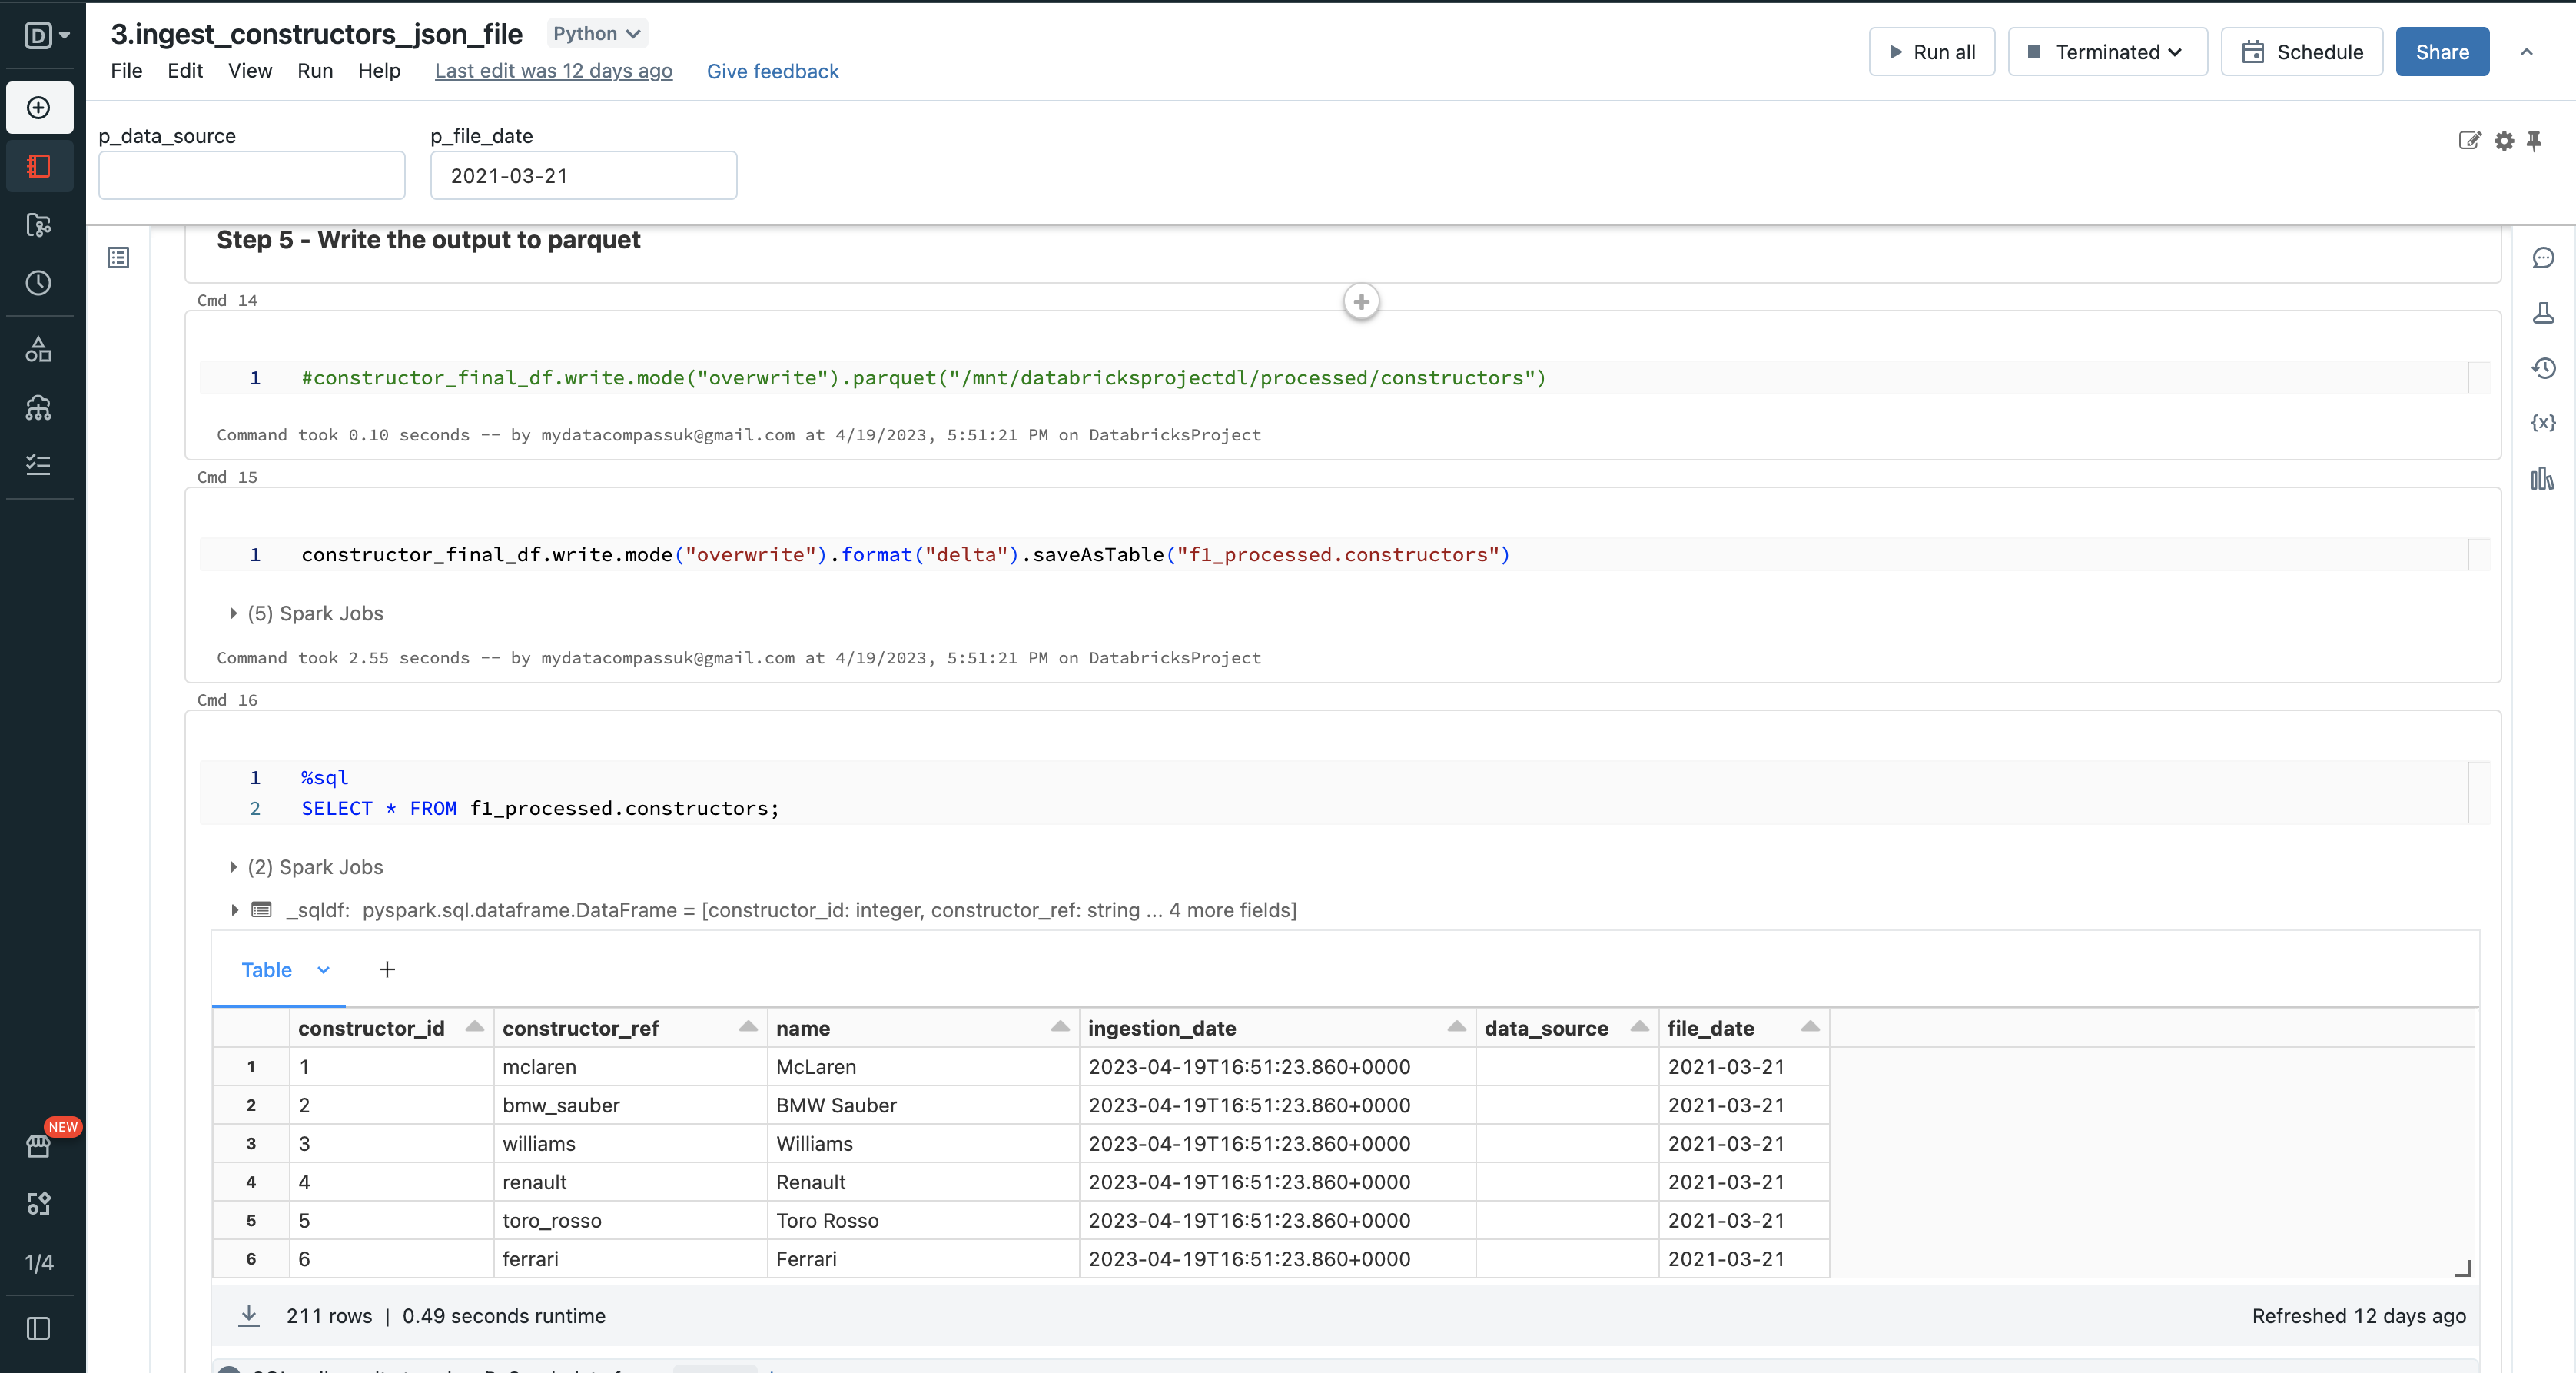 D
3.ingest_constructors_json_file Python
File Edit View Run Help Last edit was 12 days ago Give feedback
Run all Terminated Schedule Share
p_data_source p_file_date
2021-03-21
Step 5 - Write the output to parquet
Cmd 14
1 #constructor_final_df.write.mode("overwrite").parquet("/mnt/databricksprojectdl/processed/constructors")
Command took 0.10 seconds -- by mydatacompassuk@gmail.com at 4/19/2023, 5:51:21 PM on DatabricksProject
Cmd 15
1 constructor_final_df.write.mode("overwrite").format("delta").saveAsTable("f1_processed.constructors")
(5) Spark Jobs
Command took 2.55 seconds -- by mydatacompassuk@gmail.com at 4/19/2023, 5:51:21 PM on DatabricksProject
Cmd 16
1 %sql
2 SELECT * FROM f1_processed.constructors;
(2) Spark Jobs
_sqldf: pyspark.sql.dataframe.DataFrame = [constructor_id: integer, constructor_ref: string ... 4 more fields]
Table +
constructor_id constructor_ref name ingestion_date data_source file_date
1 1 mclaren McLaren 2023-04-19T16:51:23.860+0000 2021-03-21
2 2 bmw_sauber BMW Sauber 2023-04-19T16:51:23.860+0000 2021-03-21
3 3 williams Williams 2023-04-19T16:51:23.860+0000 2021-03-21
4 4 renault Renault 2023-04-19T16:51:23.860+0000 2021-03-21
5 5 toro_rosso Toro Rosso 2023-04-19T16:51:23.860+0000 2021-03-21
6 6 ferrari Ferrari 2023-04-19T16:51:23.860+0000 2021-03-21
211 rows | 0.49 seconds runtime Refreshed 12 days ago
NEW
1/4
{x}